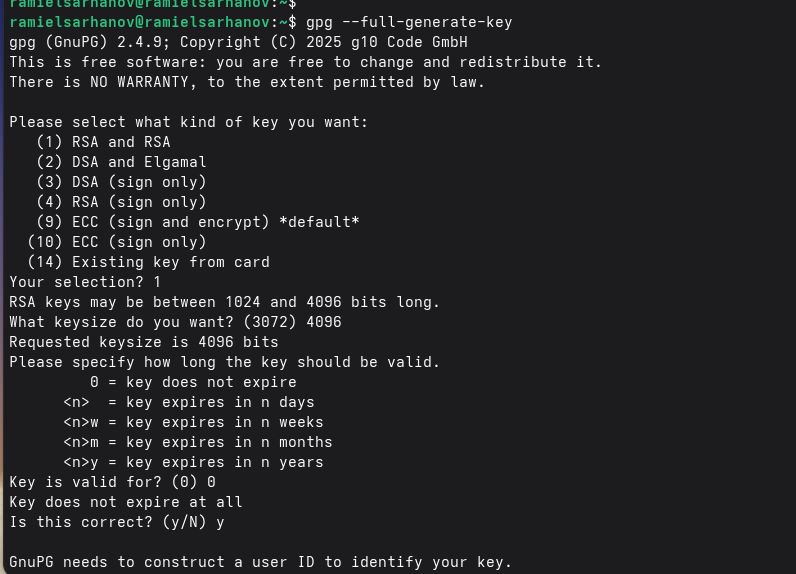 ramielsarhanov@ramielsarhanov:~$
ramielsarhanov@ramielsarhanov:~$ gpg --full-generate-key
gpg (GnuPG) 2.4.9; Copyright (C) 2025 g10 Code GmbH
This is free software: you are free to change and redistribute it.
There is NO WARRANTY, to the extent permitted by law.

Please select what kind of key you want:
   (1) RSA and RSA
   (2) DSA and Elgamal
   (3) DSA (sign only)
   (4) RSA (sign only)
   (9) ECC (sign and encrypt) *default*
  (10) ECC (sign only)
  (14) Existing key from card
Your selection? 1
RSA keys may be between 1024 and 4096 bits long.
What keysize do you want? (3072) 4096
Requested keysize is 4096 bits
Please specify how long the key should be valid.
         0 = key does not expire
      <n>  = key expires in n days
      <n>w = key expires in n weeks
      <n>m = key expires in n months
      <n>y = key expires in n years
Key is valid for? (0) 0
Key does not expire at all
Is this correct? (y/N) y

GnuPG needs to construct a user ID to identify your key.